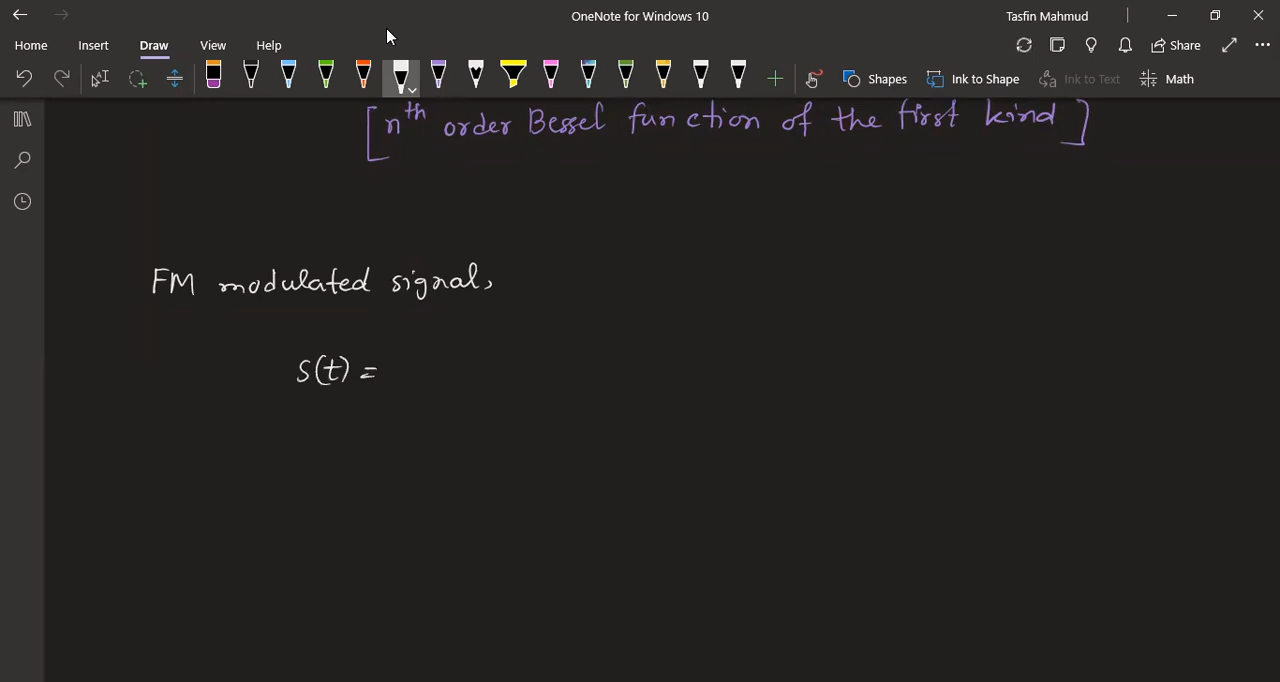 OneNote for Windows 10
Tasfin Mahmud
Home Insert Draw View Help
Share
Shapes Ink to Shape Ink to Text Math
[nth order Bessel function of the first kind]
FM modulated signal,
s(t) =